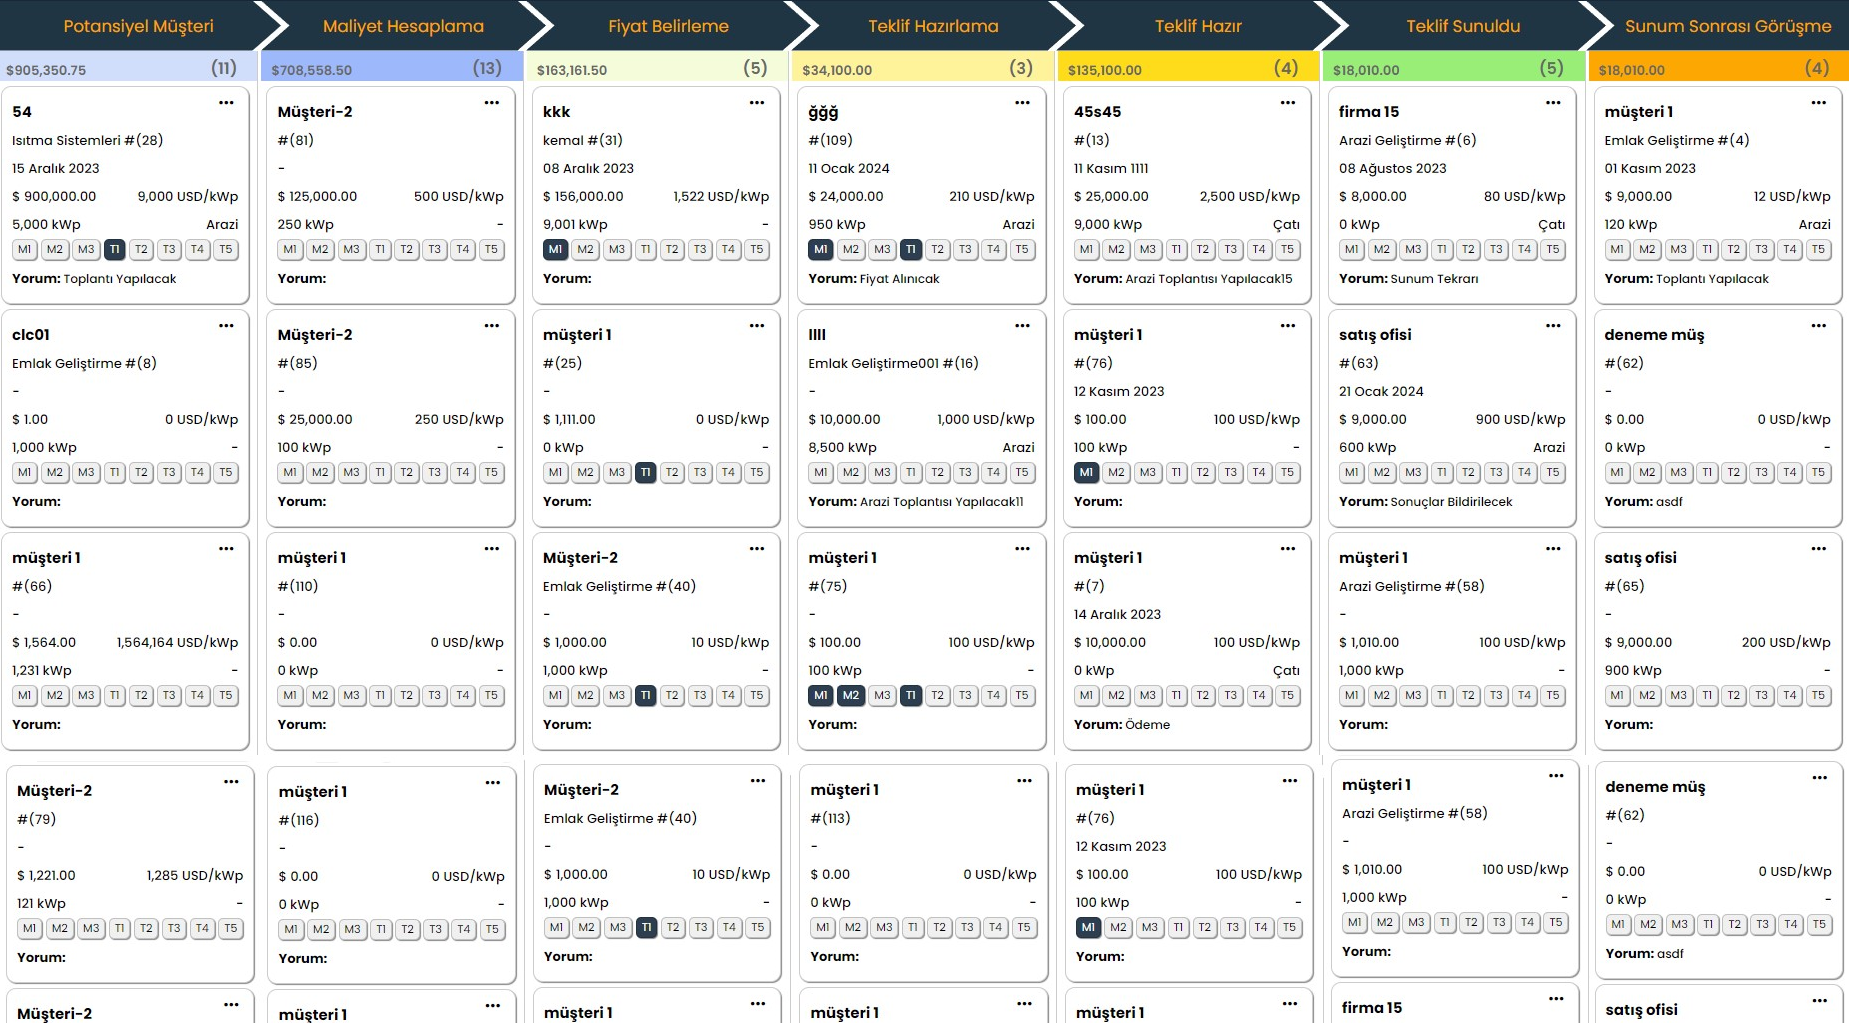 Potansiyel Müşteri
Maliyet Hesaplama
Fiyat Belirleme
Teklif Hazırlama
Teklif Hazır
Teklif Sunuldu
Sunum Sonrası Görüşme
$905,350.75 (11)
$708,558.50 (13)
$163,161.50 (5)
$34,100.00 (3)
$135,100.00 (4)
$18,010.00 (5)
$18,010.00 (4)
54 •••
Isıtma Sistemleri #(28)
15 Aralık 2023
$ 900,000.00 9,000 USD/kWp
5,000 kWp Arazi
M1 M2 M3 T1 T2 T3 T4 T5
Yorum: Toplantı Yapılacak
Müşteri-2 •••
#(81)
-
$ 125,000.00 500 USD/kWp
250 kWp -
M1 M2 M3 T1 T2 T3 T4 T5
Yorum:
kkk •••
kemal #(31)
08 Aralık 2023
$ 156,000.00 1,522 USD/kWp
9,001 kWp -
M1 M2 M3 T1 T2 T3 T4 T5
Yorum:
ğğğ •••
#(109)
11 Ocak 2024
$ 24,000.00 210 USD/kWp
950 kWp Arazi
M1 M2 M3 T1 T2 T3 T4 T5
Yorum: Fiyat Alınıcak
45s45 •••
#(13)
11 Kasım 1111
$ 25,000.00 2,500 USD/kWp
9,000 kWp Çatı
M1 M2 M3 T1 T2 T3 T4 T5
Yorum: Arazi Toplantısı Yapılacak15
firma 15 •••
Arazi Geliştirme #(6)
08 Ağustos 2023
$ 8,000.00 80 USD/kWp
0 kWp Çatı
M1 M2 M3 T1 T2 T3 T4 T5
Yorum: Sunum Tekrarı
müşteri 1 •••
Emlak Geliştirme #(4)
01 Kasım 2023
$ 9,000.00 12 USD/kWp
120 kWp Arazi
M1 M2 M3 T1 T2 T3 T4 T5
Yorum: Toplantı Yapılacak
clc01 •••
Emlak Geliştirme #(8)
-
$ 1.00 0 USD/kWp
1,000 kWp -
M1 M2 M3 T1 T2 T3 T4 T5
Yorum:
Müşteri-2 •••
#(85)
-
$ 25,000.00 250 USD/kWp
100 kWp -
M1 M2 M3 T1 T2 T3 T4 T5
Yorum:
müşteri 1 •••
#(25)
-
$ 1,111.00 0 USD/kWp
0 kWp -
M1 M2 M3 T1 T2 T3 T4 T5
Yorum:
llll •••
Emlak Geliştirme001 #(16)
-
$ 10,000.00 1,000 USD/kWp
8,500 kWp Arazi
M1 M2 M3 T1 T2 T3 T4 T5
Yorum: Arazi Toplantısı Yapılacak11
müşteri 1 •••
#(76)
12 Kasım 2023
$ 100.00 100 USD/kWp
100 kWp -
M1 M2 M3 T1 T2 T3 T4 T5
Yorum:
satış ofisi •••
#(63)
21 Ocak 2024
$ 9,000.00 900 USD/kWp
600 kWp Arazi
M1 M2 M3 T1 T2 T3 T4 T5
Yorum: Sonuçlar Bildirilecek
deneme müş •••
#(62)
-
$ 0.00 0 USD/kWp
0 kWp -
M1 M2 M3 T1 T2 T3 T4 T5
Yorum: asdf
müşteri 1 •••
#(66)
-
$ 1,564.00 1,564,164 USD/kWp
1,231 kWp -
M1 M2 M3 T1 T2 T3 T4 T5
Yorum:
müşteri 1 •••
#(110)
-
$ 0.00 0 USD/kWp
0 kWp -
M1 M2 M3 T1 T2 T3 T4 T5
Yorum:
Müşteri-2 •••
Emlak Geliştirme #(40)
-
$ 1,000.00 10 USD/kWp
1,000 kWp -
M1 M2 M3 T1 T2 T3 T4 T5
Yorum:
müşteri 1 •••
#(75)
-
$ 100.00 100 USD/kWp
100 kWp -
M1 M2 M3 T1 T2 T3 T4 T5
Yorum:
müşteri 1 •••
#(7)
14 Aralık 2023
$ 10,000.00 100 USD/kWp
0 kWp Çatı
M1 M2 M3 T1 T2 T3 T4 T5
Yorum: Ödeme
müşteri 1 •••
Arazi Geliştirme #(58)
-
$ 1,010.00 100 USD/kWp
1,000 kWp -
M1 M2 M3 T1 T2 T3 T4 T5
Yorum:
satış ofisi •••
#(65)
-
$ 9,000.00 200 USD/kWp
900 kWp -
M1 M2 M3 T1 T2 T3 T4 T5
Yorum:
Müşteri-2 •••
#(79)
-
$ 1,221.00 1,285 USD/kWp
121 kWp -
M1 M2 M3 T1 T2 T3 T4 T5
Yorum:
müşteri 1 •••
#(116)
-
$ 0.00 0 USD/kWp
0 kWp -
M1 M2 M3 T1 T2 T3 T4 T5
Yorum:
Müşteri-2 •••
Emlak Geliştirme #(40)
-
$ 1,000.00 10 USD/kWp
1,000 kWp -
M1 M2 M3 T1 T2 T3 T4 T5
Yorum:
müşteri 1 •••
#(113)
-
$ 0.00 0 USD/kWp
0 kWp -
M1 M2 M3 T1 T2 T3 T4 T5
Yorum:
müşteri 1 •••
#(76)
12 Kasım 2023
$ 100.00 100 USD/kWp
100 kWp -
M1 M2 M3 T1 T2 T3 T4 T5
Yorum:
müşteri 1 •••
Arazi Geliştirme #(58)
-
$ 1,010.00 100 USD/kWp
1,000 kWp -
M1 M2 M3 T1 T2 T3 T4 T5
Yorum:
deneme müş •••
#(62)
-
$ 0.00 0 USD/kWp
0 kWp -
M1 M2 M3 T1 T2 T3 T4 T5
Yorum: asdf
Müşteri-2 •••
müşteri 1 •••
müşteri 1 •••
müşteri 1 •••
müşteri 1 •••
firma 15 •••
satış ofisi •••